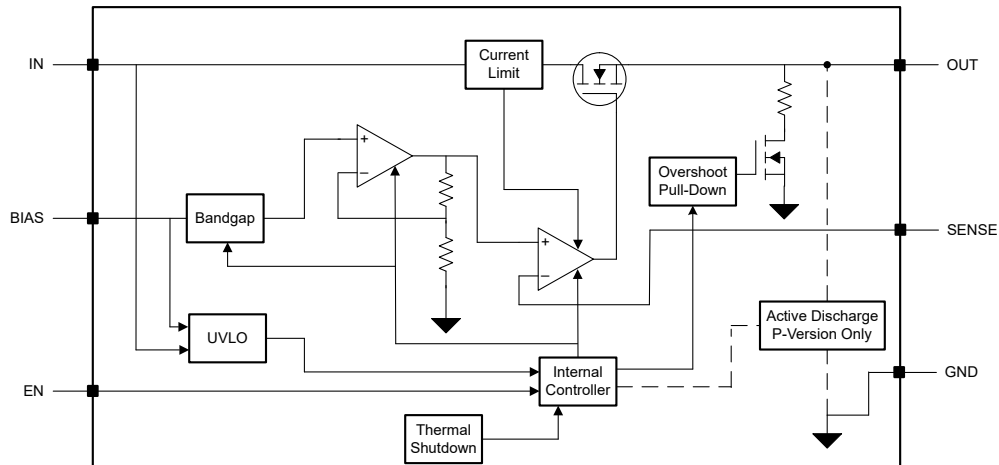 Current
Limit
IN
OUT
+
−
Overshoot
Pull-Down
BIAS
Bandgap
SENSE
+
−
UVLO
Active Discharge
P-Version Only
Internal
Controller
GND
EN
Thermal
Shutdown